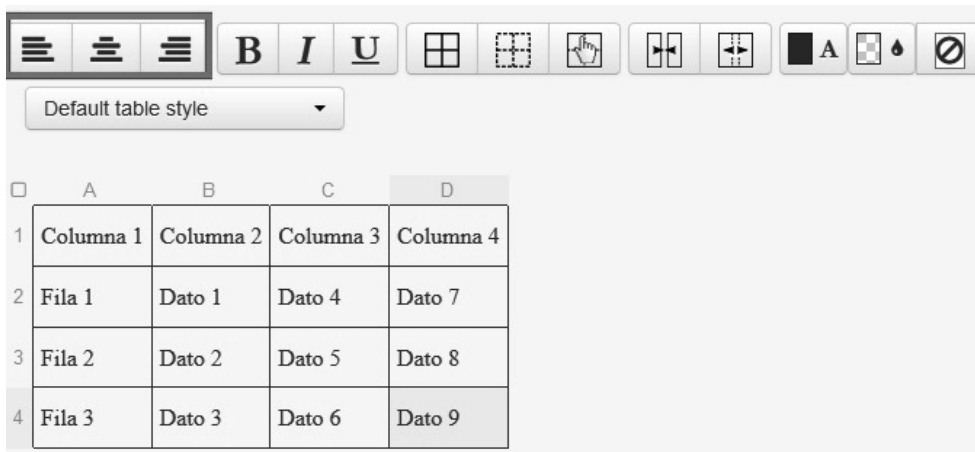 B I U A
Default table style
A B C D
1 Columna 1 Columna 2 Columna 3 Columna 4
2 Fila 1 Dato 1 Dato 4 Dato 7
3 Fila 2 Dato 2 Dato 5 Dato 8
4 Fila 3 Dato 3 Dato 6 Dato 9